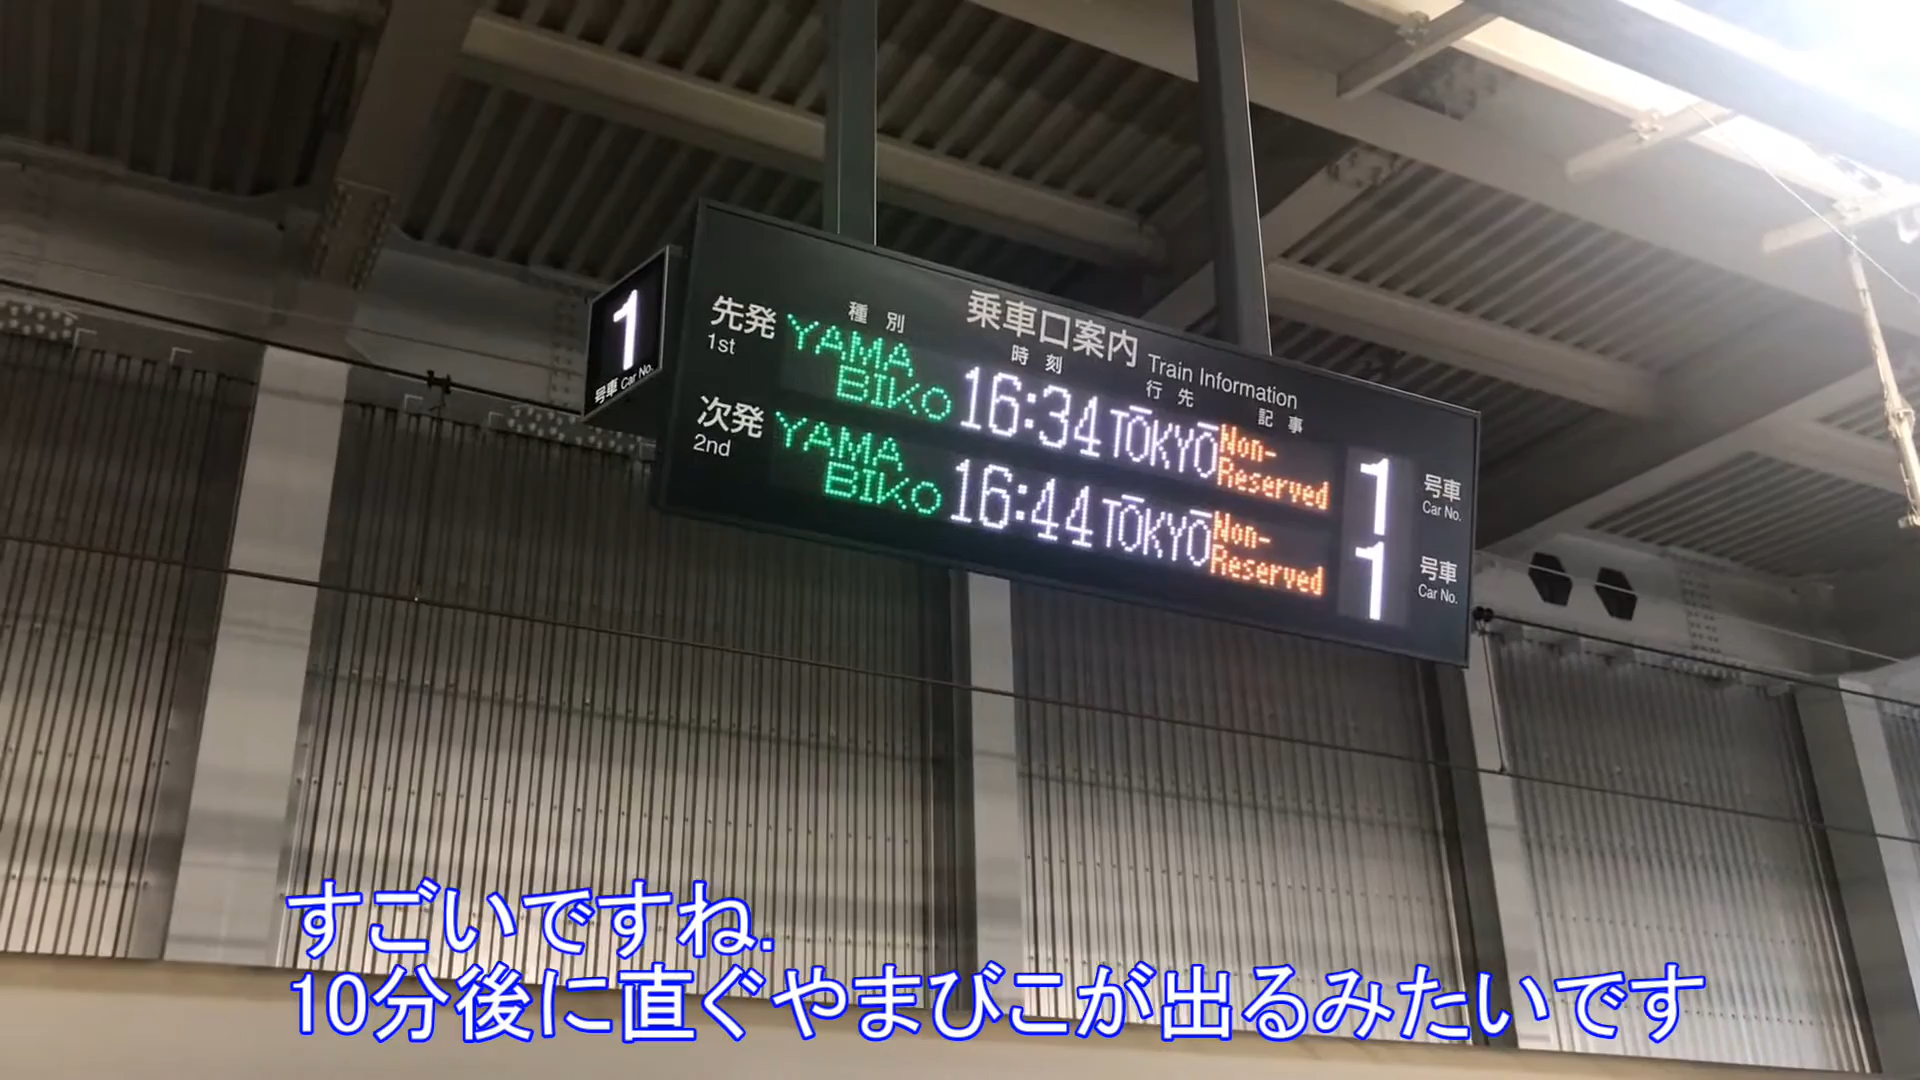 1
号車 Car No.
乗車口案内 Train Information
種別 時刻 行先 記事
先発 YAMA BIKO 16:34 TŌKYŌ Non-Reserved 1 号車
1st Car No.
次発 YAMA BIKO 16:44 TŌKYŌ Non-Reserved 1 号車
2nd Car No.
すごいですね.
10分後に直ぐやまびこが出るみたいです